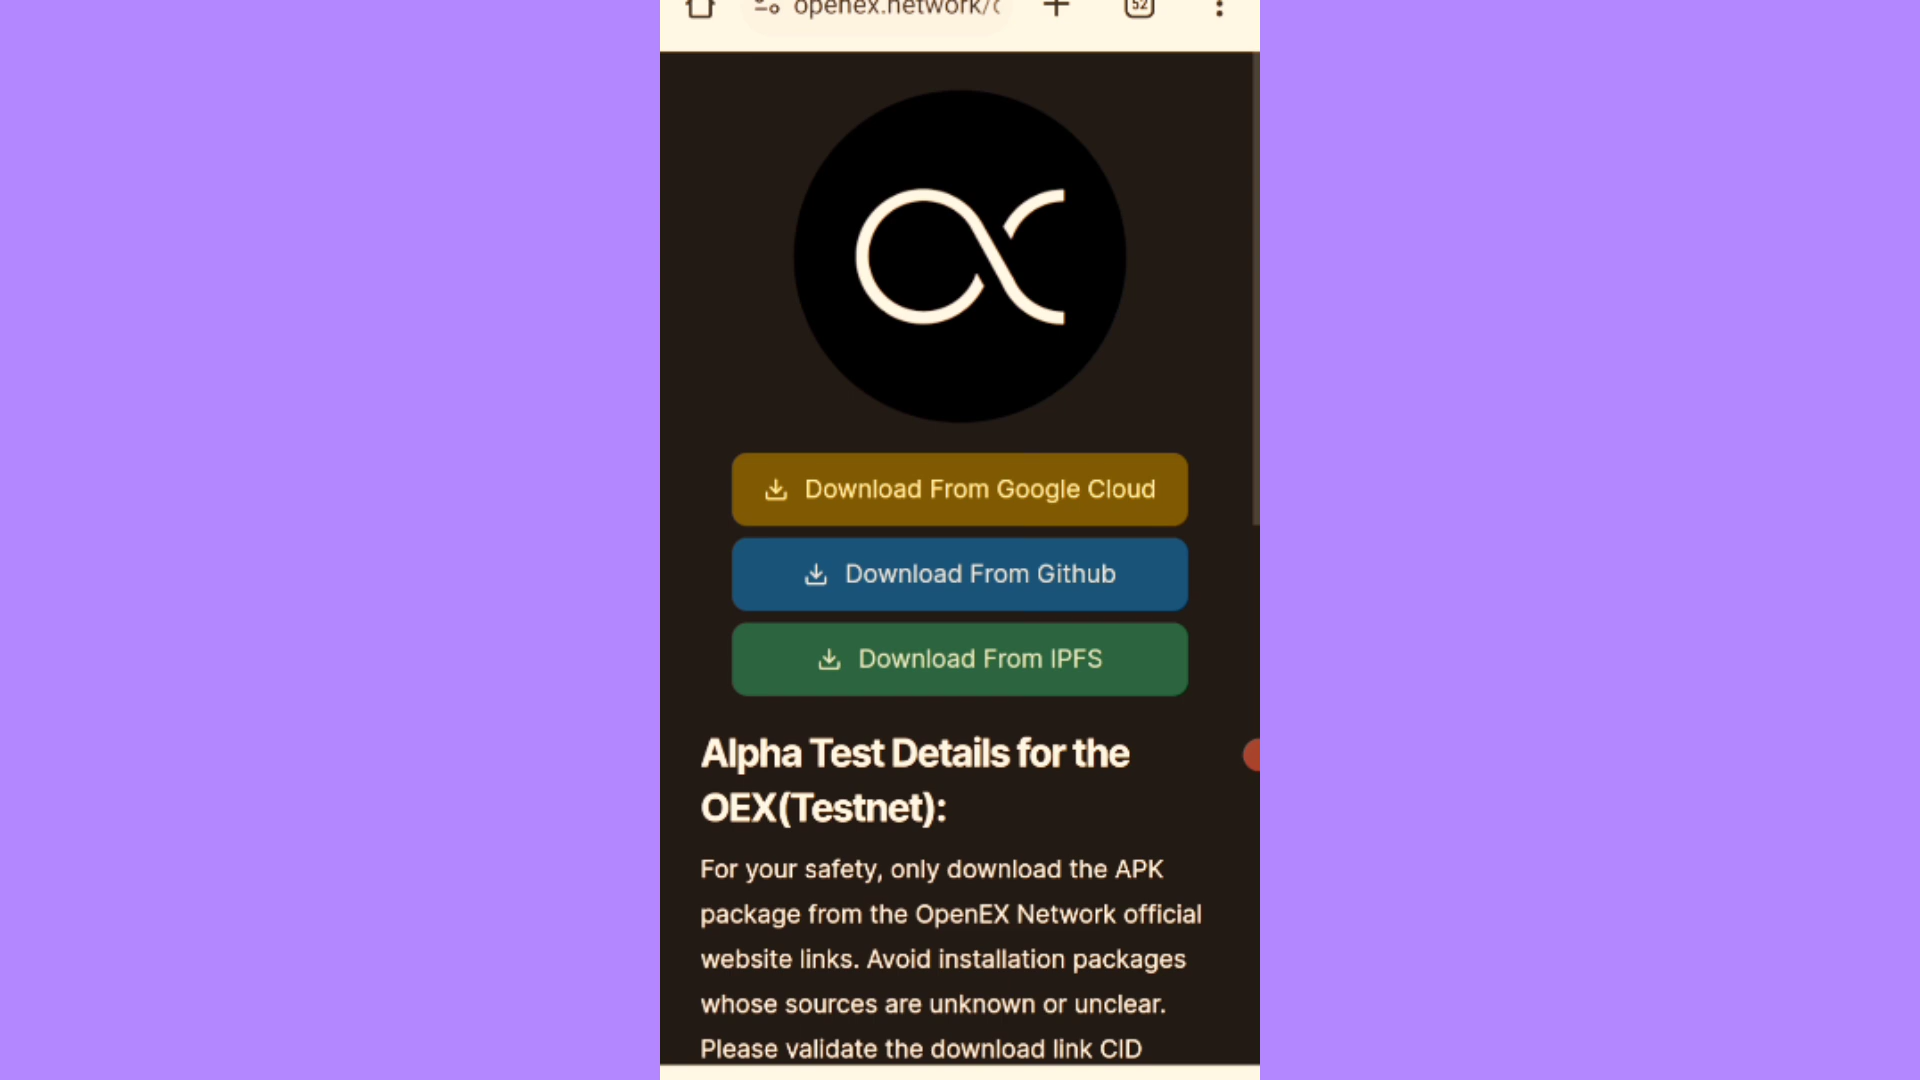 openex.network/
52
Download From Google Cloud
Download From Github
Download From IPFS
Alpha Test Details for the
OEX(Testnet):
For your safety, only download the APK
package from the OpenEX Network official
website links. Avoid installation packages
whose sources are unknown or unclear.
Please validate the download link CID